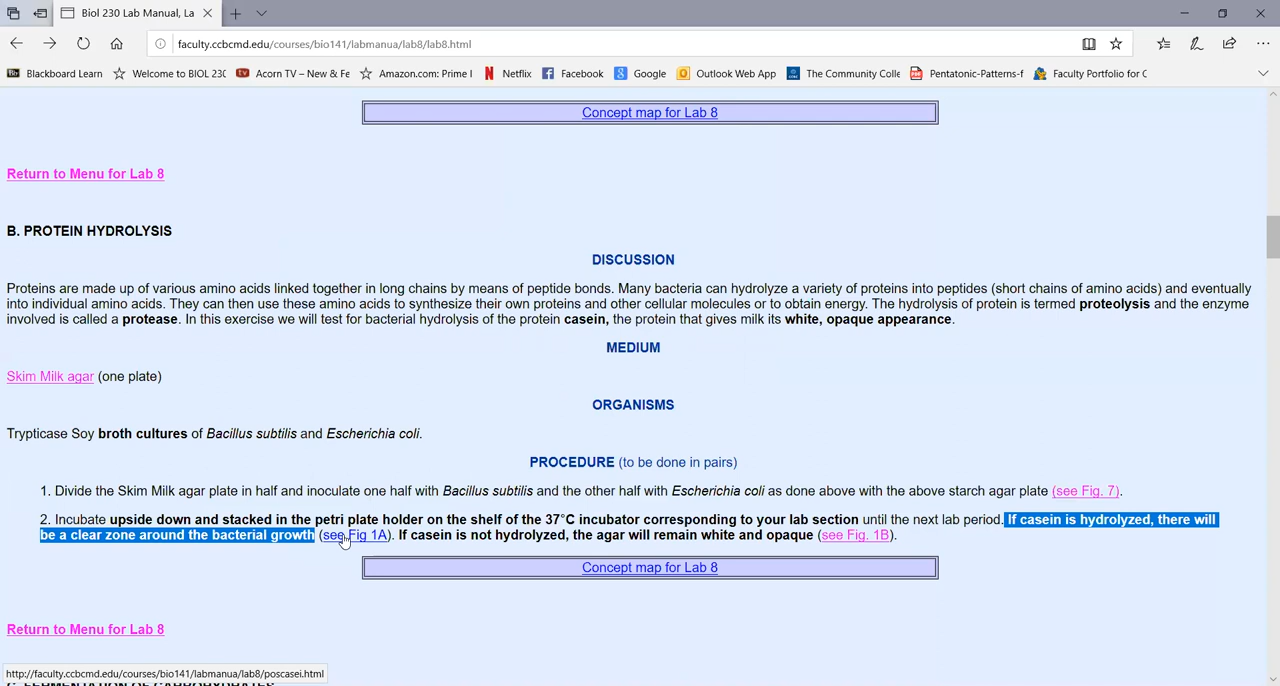 Biol 230 Lab Manual, La
faculty.ccbcmd.edu/courses/bio141/labmanua/lab8/lab8.html
Blackboard Learn Welcome to BIOL 230 Acorn TV – New & Fe Amazon.com: Prime I Netflix Facebook Google Outlook Web App The Community Colle Pentatonic-Patterns-f Faculty Portfolio for C
Concept map for Lab 8
Return to Menu for Lab 8
B. PROTEIN HYDROLYSIS
DISCUSSION
Proteins are made up of various amino acids linked together in long chains by means of peptide bonds. Many bacteria can hydrolyze a variety of proteins into peptides (short chains of amino acids) and eventually
into individual amino acids. They can then use these amino acids to synthesize their own proteins and other cellular molecules or to obtain energy. The hydrolysis of protein is termed proteolysis and the enzyme
involved is called a protease. In this exercise we will test for bacterial hydrolysis of the protein casein, the protein that gives milk its white, opaque appearance.
MEDIUM
Skim Milk agar (one plate)
ORGANISMS
Trypticase Soy broth cultures of Bacillus subtilis and Escherichia coli.
PROCEDURE (to be done in pairs)
1. Divide the Skim Milk agar plate in half and inoculate one half with Bacillus subtilis and the other half with Escherichia coli as done above with the above starch agar plate (see Fig. 7).
2. Incubate upside down and stacked in the petri plate holder on the shelf of the 37°C incubator corresponding to your lab section until the next lab period. If casein is hydrolyzed, there will
be a clear zone around the bacterial growth (see Fig 1A). If casein is not hydrolyzed, the agar will remain white and opaque (see Fig. 1B).
Concept map for Lab 8
Return to Menu for Lab 8
http://faculty.ccbcmd.edu/courses/bio141/labmanua/lab8/poscasei.html
C. FERMENTATION OF CARBOHYDRATES